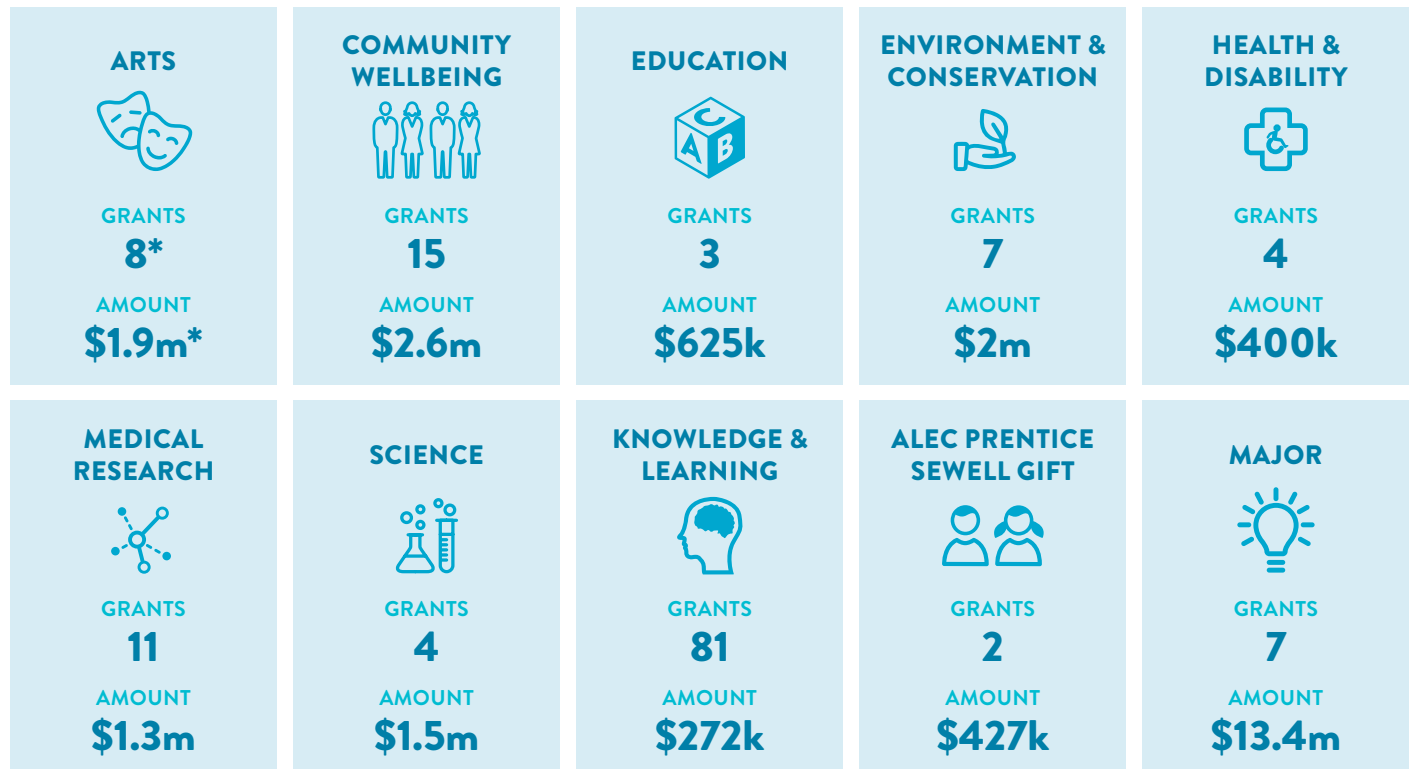 ARTS
GRANTS
8*
AMOUNT
$1.9m*
COMMUNITY
WELLBEING
GRANTS
15
AMOUNT
$2.6m
EDUCATION
C
A B
GRANTS
3
AMOUNT
$625k
ENVIRONMENT &
CONSERVATION
GRANTS
7
AMOUNT
$2m
HEALTH &
DISABILITY
GRANTS
4
AMOUNT
$400k
MEDICAL
RESEARCH
GRANTS
11
AMOUNT
$1.3m
SCIENCE
GRANTS
4
AMOUNT
$1.5m
KNOWLEDGE &
LEARNING
GRANTS
81
AMOUNT
$272k
ALEC PRENTICE
SEWELL GIFT
GRANTS
2
AMOUNT
$427k
MAJOR
GRANTS
7
AMOUNT
$13.4m